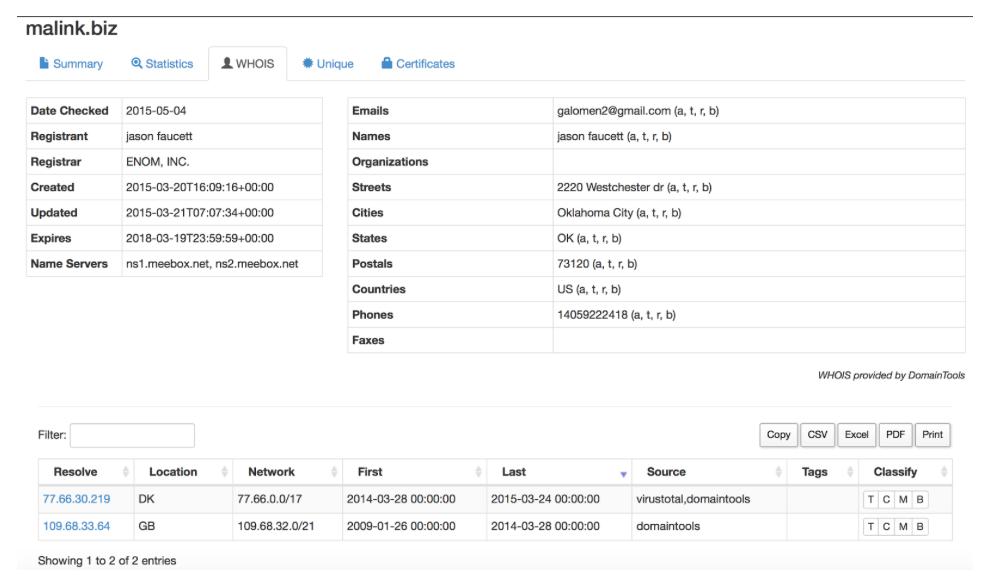 malink.biz
Summary Statistics WHOIS Unique Certificates
Date Checked 2015-05-04
Registrant jason faucett
Registrar ENOM, INC.
Created 2015-03-20T16:09:16+00:00
Updated 2015-03-21T07:07:34+00:00
Expires 2018-03-19T23:59:59+00:00
Name Servers ns1.meebox.net, ns2.meebox.net
Emails galomen2@gmail.com (a, t, r, b)
Names jason faucett (a, t, r, b)
Organizations
Streets 2220 Westchester dr (a, t, r, b)
Cities Oklahoma City (a, t, r, b)
States OK (a, t, r, b)
Postals 73120 (a, t, r, b)
Countries US (a, t, r, b)
Phones 14059222418 (a, t, r, b)
Faxes
WHOIS provided by DomainTools
Filter: Copy CSV Excel PDF Print
Resolve Location Network First Last Source Tags Classify
77.66.30.219 DK 77.66.0.0/17 2014-03-28 00:00:00 2015-03-24 00:00:00 virustotal,domaintools T C M B
109.68.33.64 GB 109.68.32.0/21 2009-01-26 00:00:00 2014-03-28 00:00:00 domaintools T C M B
Showing 1 to 2 of 2 entries